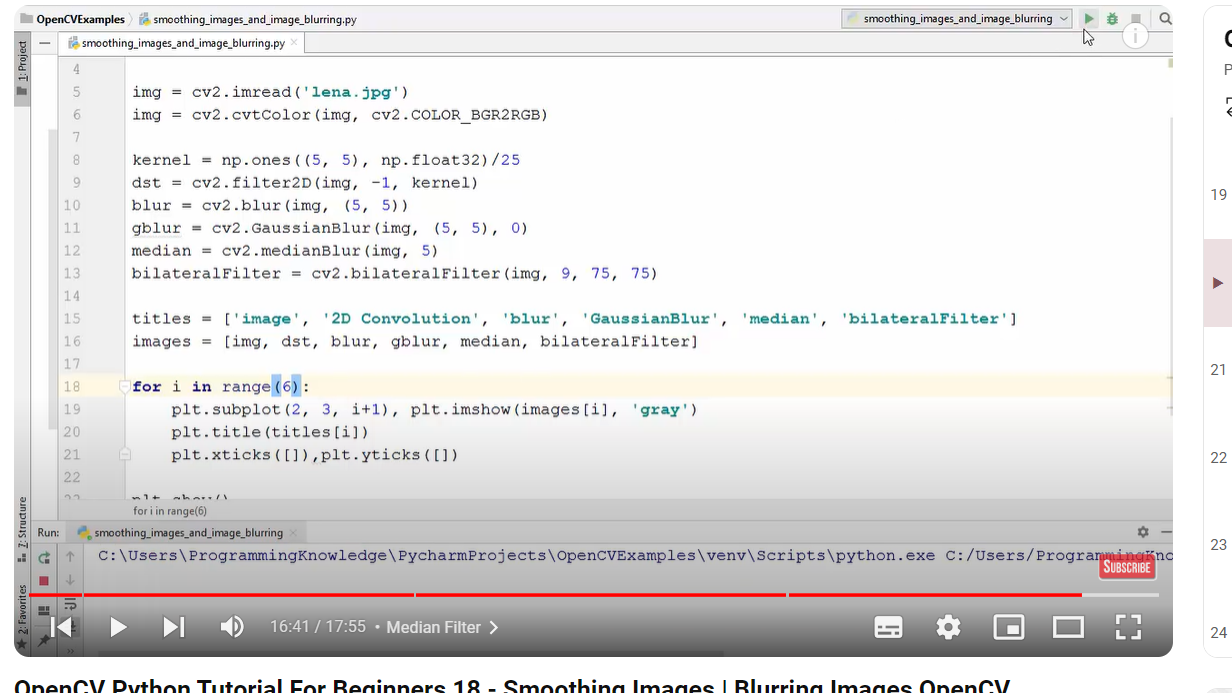 OpenCVExamples smoothing_images_and_image_blurring.py
smoothing_images_and_image_blurring
smoothing_images_and_image_blurring.py
1: Project
4
5 img = cv2.imread('lena.jpg')
6 img = cv2.cvtColor(img, cv2.COLOR_BGR2RGB)
7
8 kernel = np.ones((5, 5), np.float32)/25
9 dst = cv2.filter2D(img, -1, kernel)
10 blur = cv2.blur(img, (5, 5))
11 gblur = cv2.GaussianBlur(img, (5, 5), 0)
12 median = cv2.medianBlur(img, 5)
13 bilateralFilter = cv2.bilateralFilter(img, 9, 75, 75)
14
15 titles = ['image', '2D Convolution', 'blur', 'GaussianBlur', 'median', 'bilateralFilter']
16 images = [img, dst, blur, gblur, median, bilateralFilter]
17
18 for i in range(6):
19 plt.subplot(2, 3, i+1), plt.imshow(images[i], 'gray')
20 plt.title(titles[i])
21 plt.xticks([]),plt.yticks([])
22
23 plt.show()
for i in range(6)
Z: Structure
2: Favorites
Run: smoothing_images_and_image_blurring
C:\Users\ProgrammingKnowledge\PycharmProjects\OpenCVExamples\venv\Scripts\python.exe C:/Users/ProgrammingKno
SUBSCRIBE
16:41 / 17:55 • Median Filter
OpenCV Python Tutorial For Beginners 18 - Smoothing Images | Blurring Images OpenCV
19
21
22
23
24